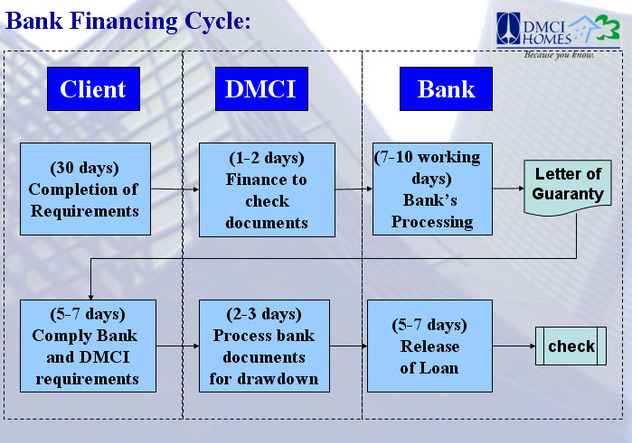 Bank Financing Cycle:
DMCI
HOMES
Because you know.
Client
DMCI
Bank
(30 days)
Completion of
Requirements
(1-2 days)
Finance to
check
documents
(7-10 working
days)
Bank's
Processing
Letter of
Guaranty
(5-7 days)
Comply Bank
and DMCI
requirements
(2-3 days)
Process bank
documents
for drawdown
(5-7 days)
Release
of Loan
check